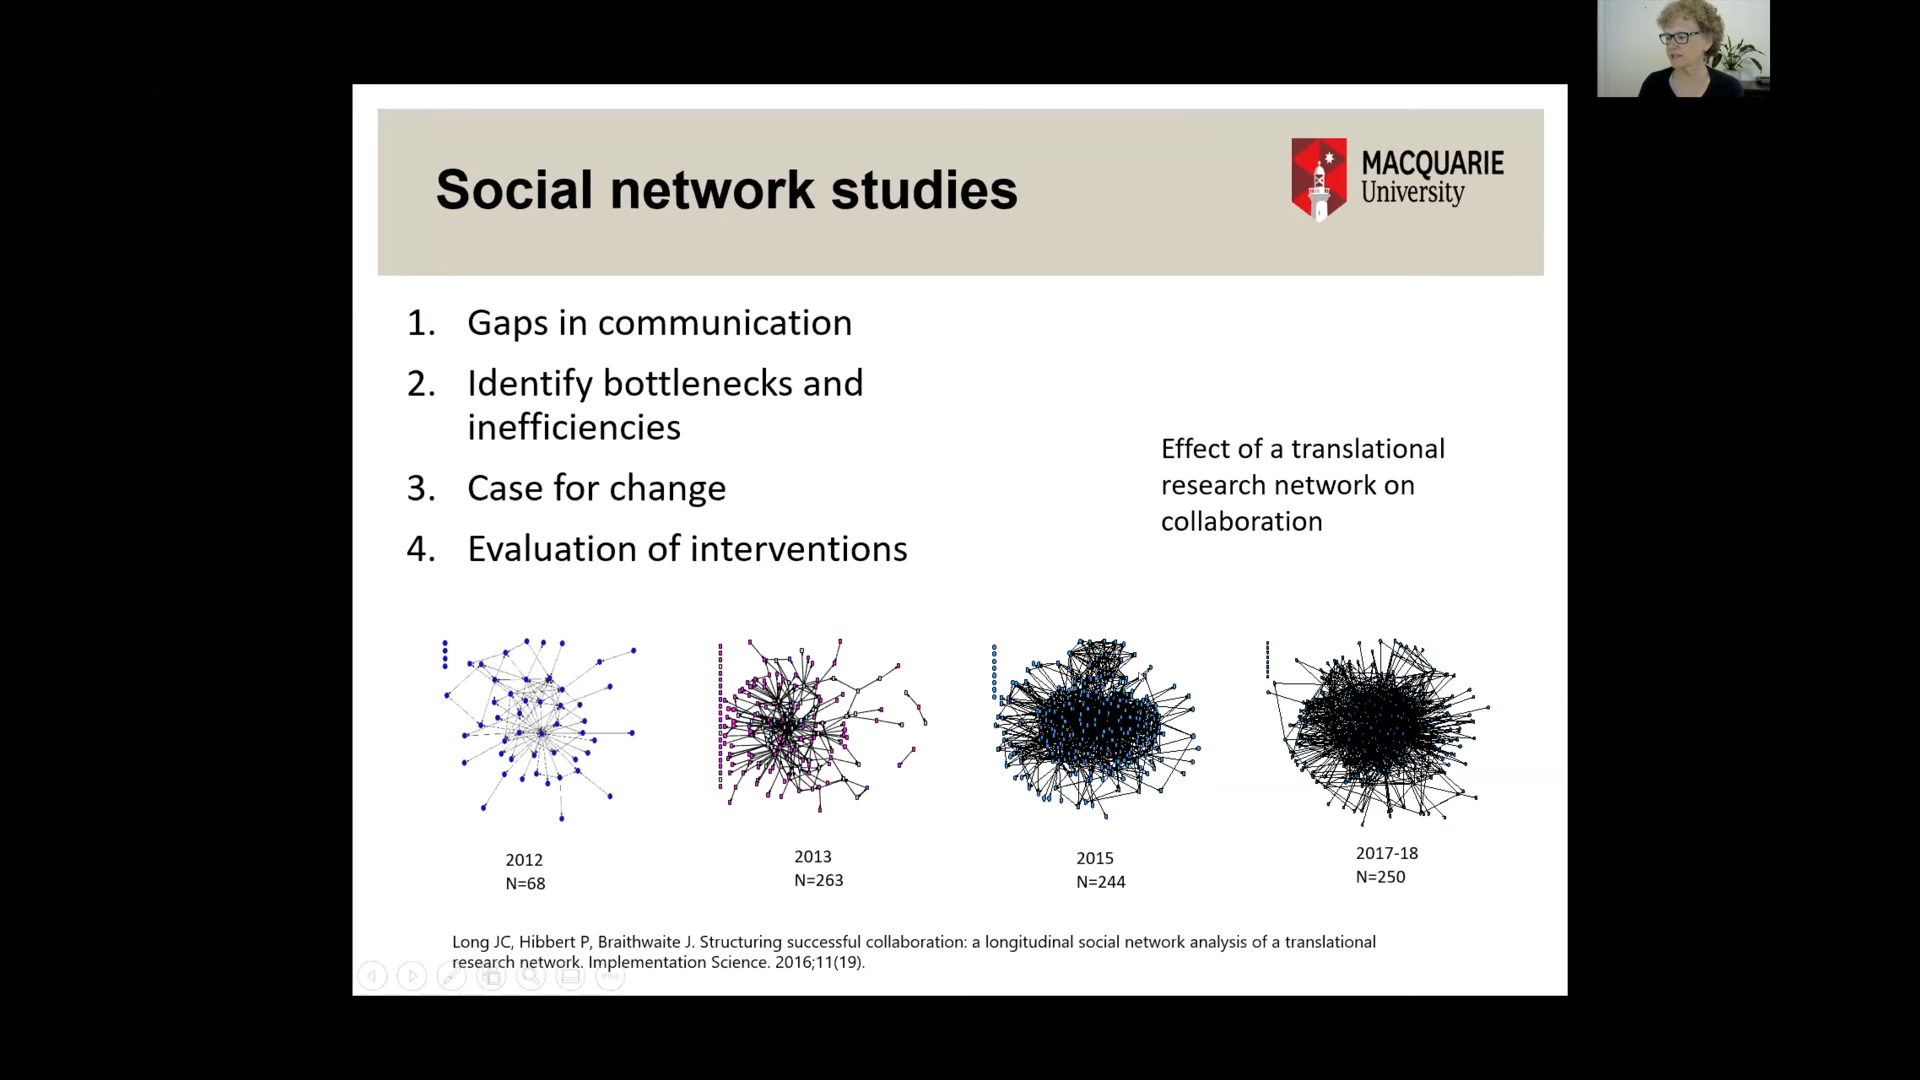 Social network studies
MACQUARIE
University
1. Gaps in communication
2. Identify bottlenecks and
inefficiencies
3. Case for change
4. Evaluation of interventions
Effect of a translational
research network on
collaboration
2012
N=68
2013
N=263
2015
N=244
2017-18
N=250
Long JC, Hibbert P, Braithwaite J. Structuring successful collaboration: a longitudinal social network analysis of a translational
research network. Implementation Science. 2016;11(19).